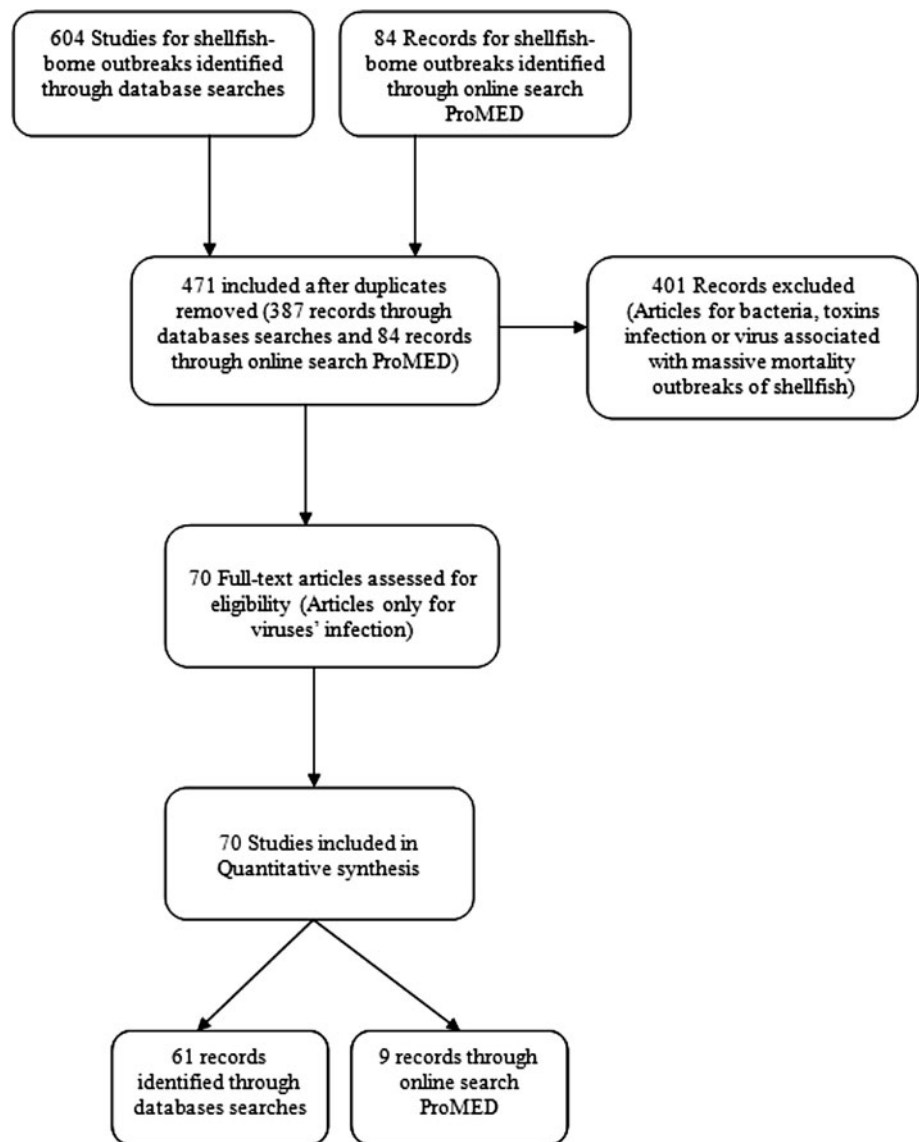 604 Studies for shellfish-
borne outbreaks identified
through database searches
84 Records for shellfish-
borne outbreaks identified
through online search
ProMED
471 included after duplicates
removed (387 records through
databases searches and 84 records
through online search ProMED)
401 Records excluded
(Articles for bacteria, toxins
infection or virus associated
with massive mortality
outbreaks of shellfish)
70 Full-text articles assessed for
eligibility (Articles only for
viruses’ infection)
70 Studies included in
Quantitative synthesis
61 records
identified through
databases searches
9 records through
online search
ProMED